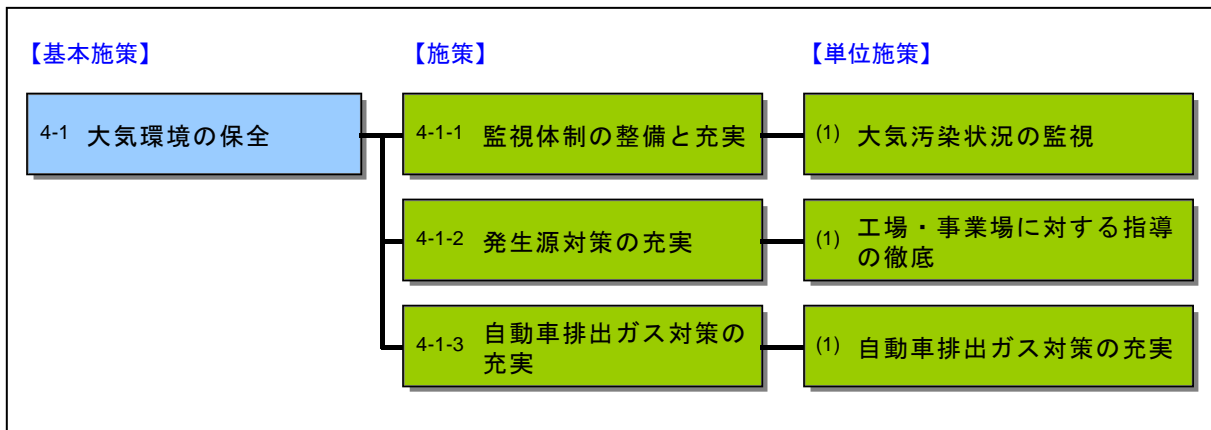 【基本施策】 【施策】 【単位施策】
4-1 大気環境の保全
4-1-1 監視体制の整備と充実
(1) 大気汚染状況の監視
4-1-2 発生源対策の充実
(1) 工場・事業場に対する指導
の徹底
4-1-3 自動車排出ガス対策の
充実
(1) 自動車排出ガス対策の充実